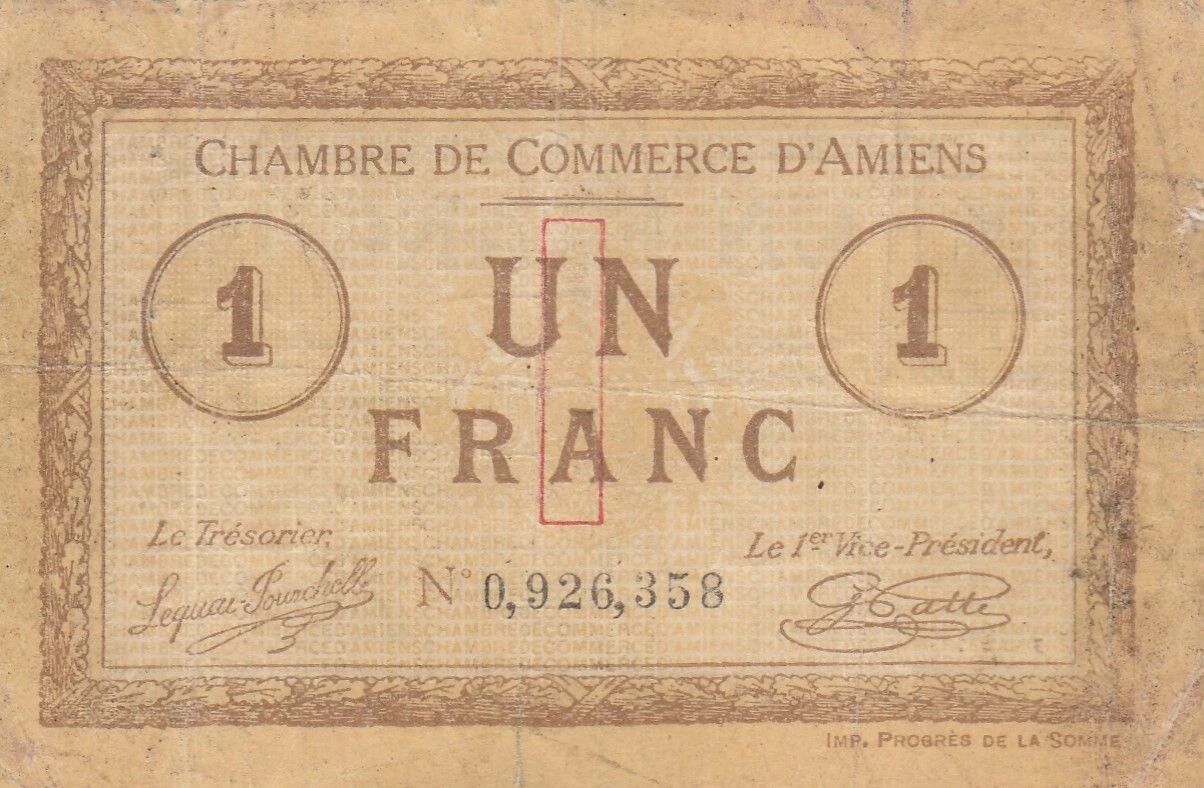 CHAMBRE DE COMMERCE D'AMIENS
1 UN 1
FRANC
Le Trésorier,
Le 1er Vice-Président,
N° 0,926,358
IMP. PROGRÈS DE LA SOMME